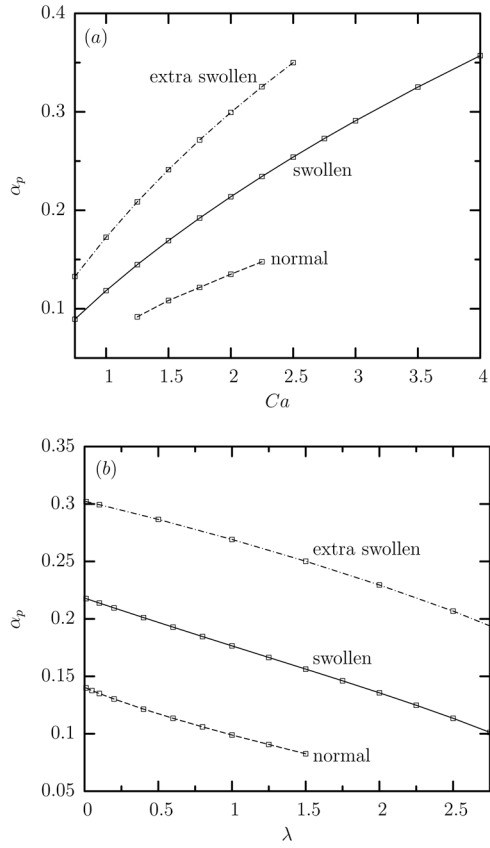 0.4
(a)
extra swollen
0.3
swollen
α_p
0.2
normal
0.1
1 1.5 2 2.5 3 3.5 4
Ca
0.35
(b)
0.3
extra swollen
0.25
α_p
0.2
swollen
0.15
0.1
normal
0.05
0 0.5 1 1.5 2 2.5
λ